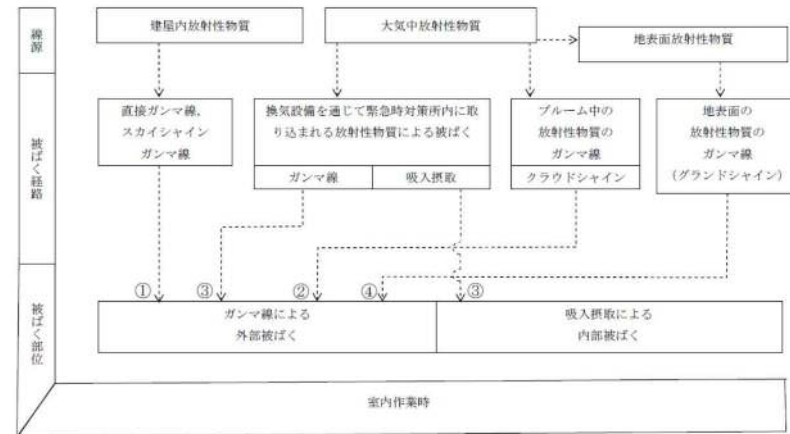 線源
建屋内放射性物質
大気中放射性物質
地表面放射性物質
被ばく経路
直接ガンマ線、
スカイシャイン
ガンマ線
換気設備を通じて緊急時対策所内に取
り込まれる放射性物質による被ばく
ガンマ線
吸入摂取
プルーム中の
放射性物質の
ガンマ線
クラウドシャイン
地表面の
放射性物質の
ガンマ線
(グランドシャイン)
被ばく部位
①
③
②
④
③
ガンマ線による
外部被ばく
吸入摂取による
内部被ばく
室内作業時